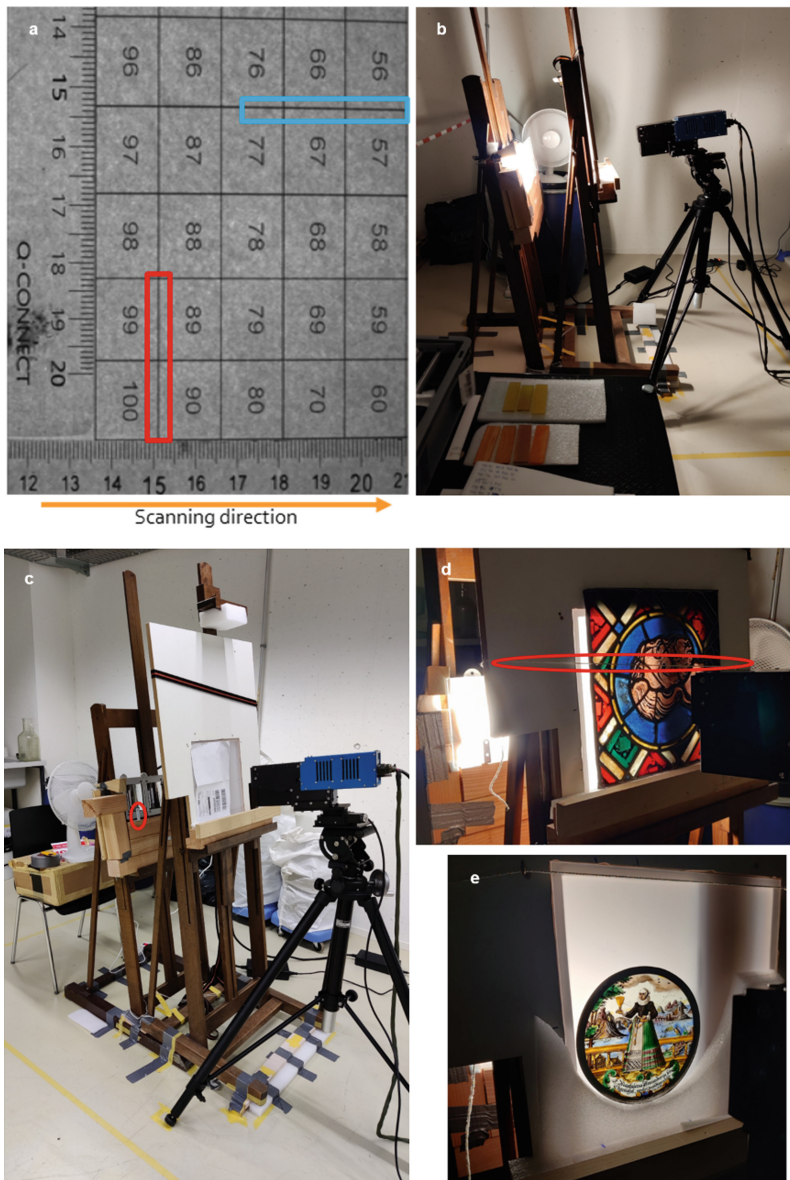 a
14 96 86 76 66 56
15
16 97 87 77 67 57
17
98 88 78 68 58
18
Q-CONNECT
19 99 89 79 69 59
20
100 90 80 70 60
12 13 14 15 16 17 18 19 20 21
Scanning direction
b
c
d
e